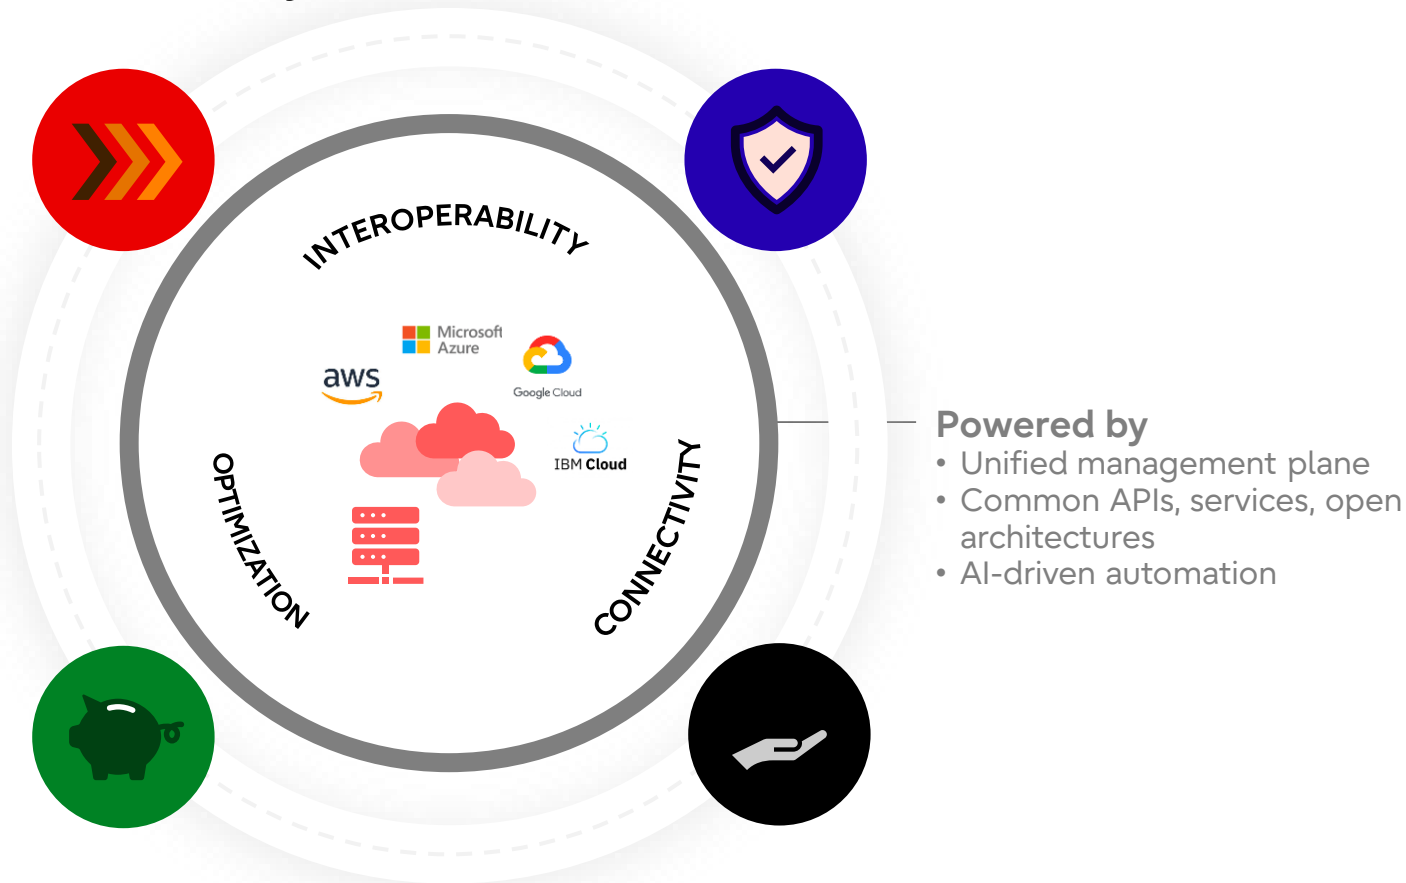 INTEROPERABILITY
Microsoft
Azure
aws
Google Cloud
IBM Cloud
OPTIMIZATION
CONNECTIVITY
Powered by
• Unified management plane
• Common APIs, services, open
architectures
• AI-driven automation